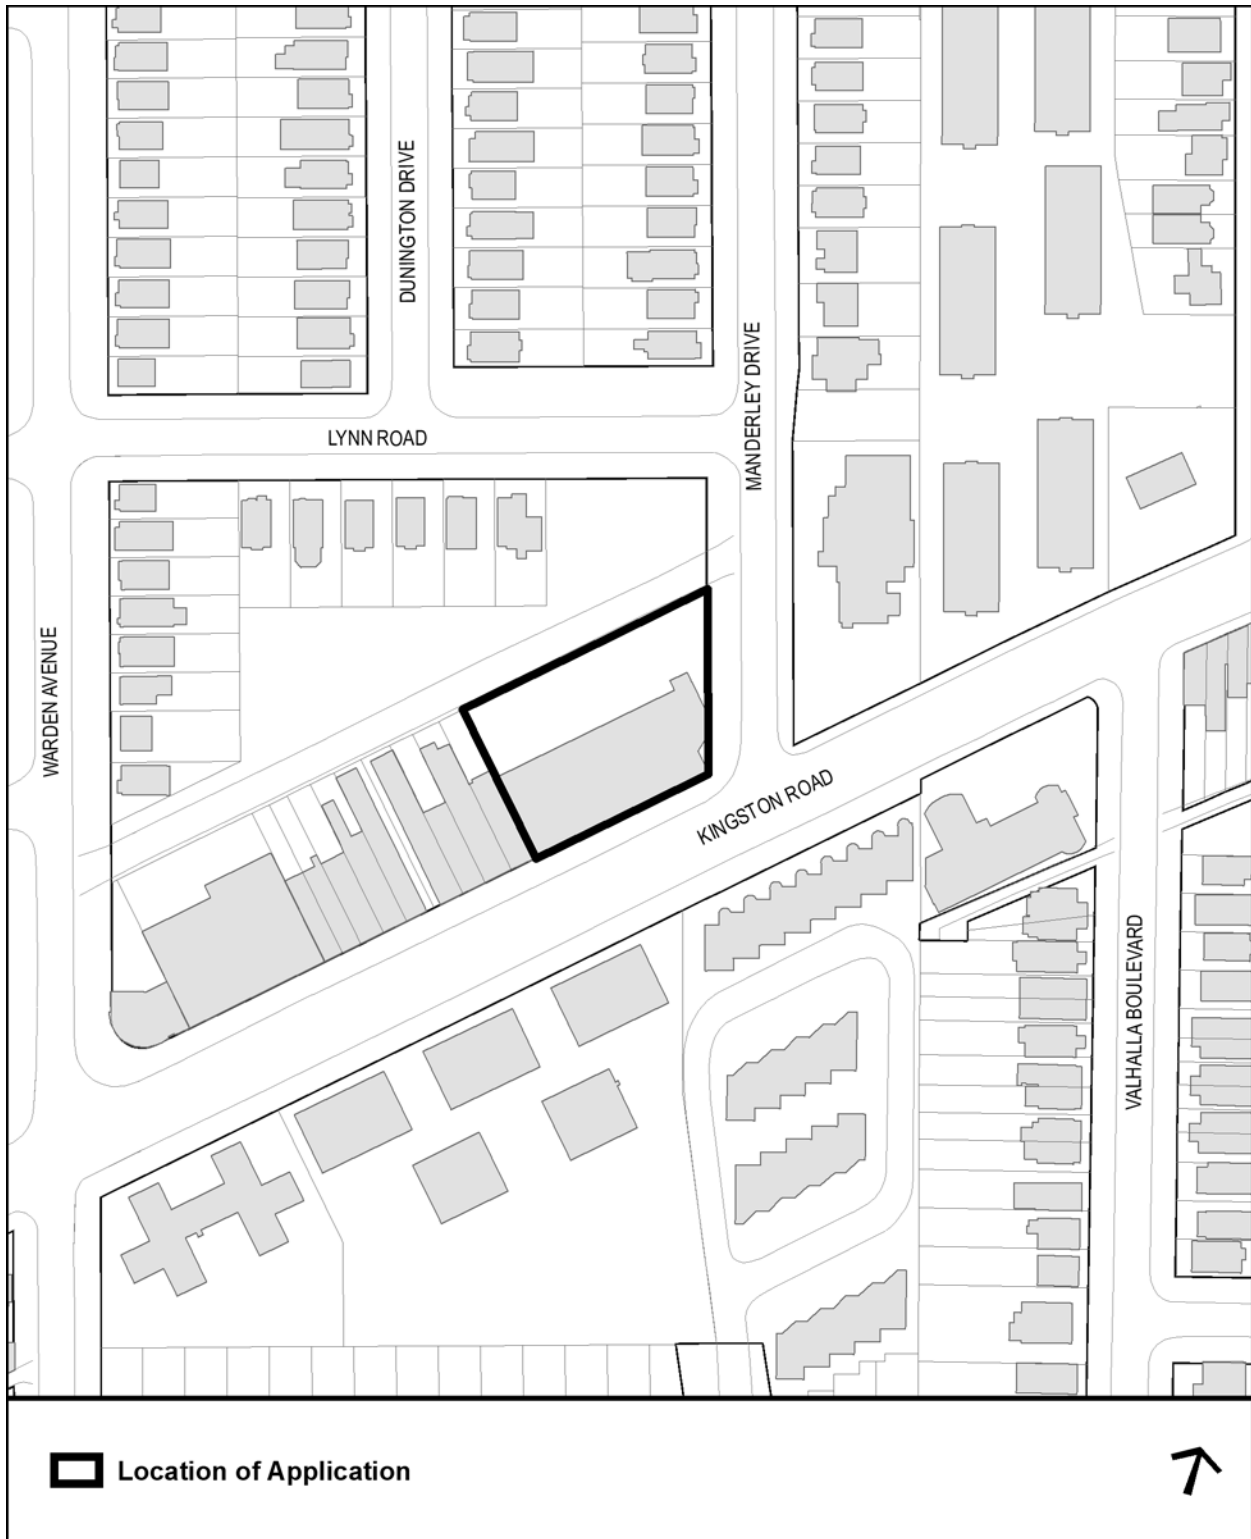 DUNINGTON DRIVE
MANDERLEY DRIVE
LYNN ROAD
WARDEN AVENUE
KINGSTON ROAD
VALHALLA BOULEVARD
Location of Application